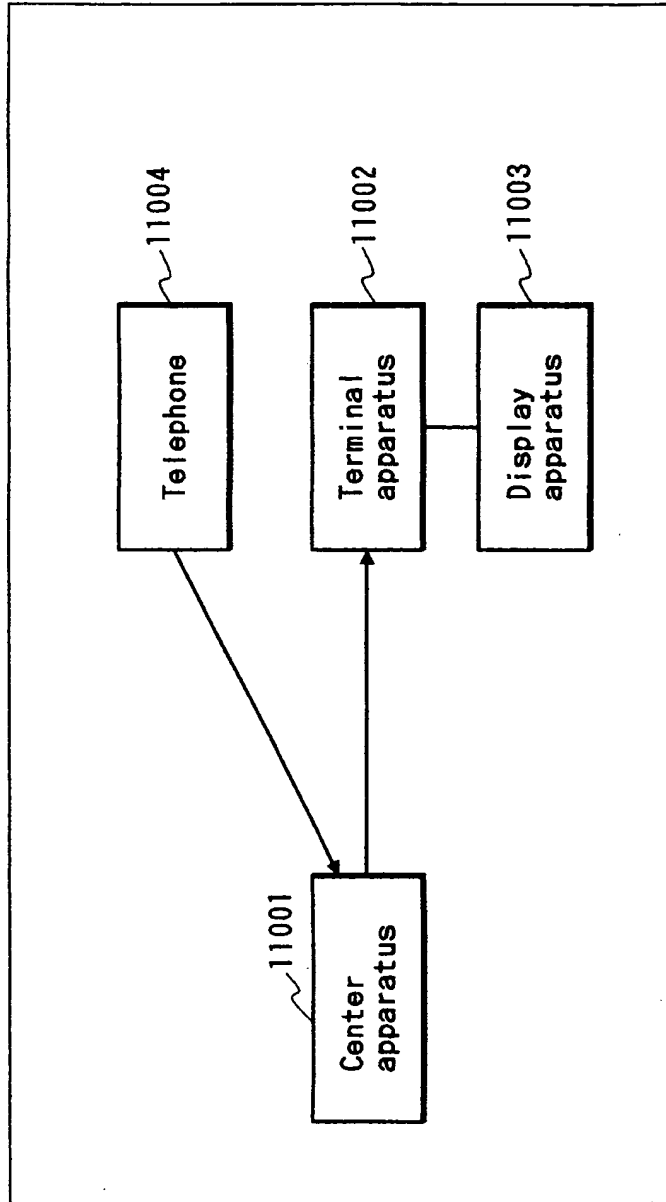 11004
Telephone
11001
Center
apparatus
11002
Terminal
apparatus
11003
Display
apparatus